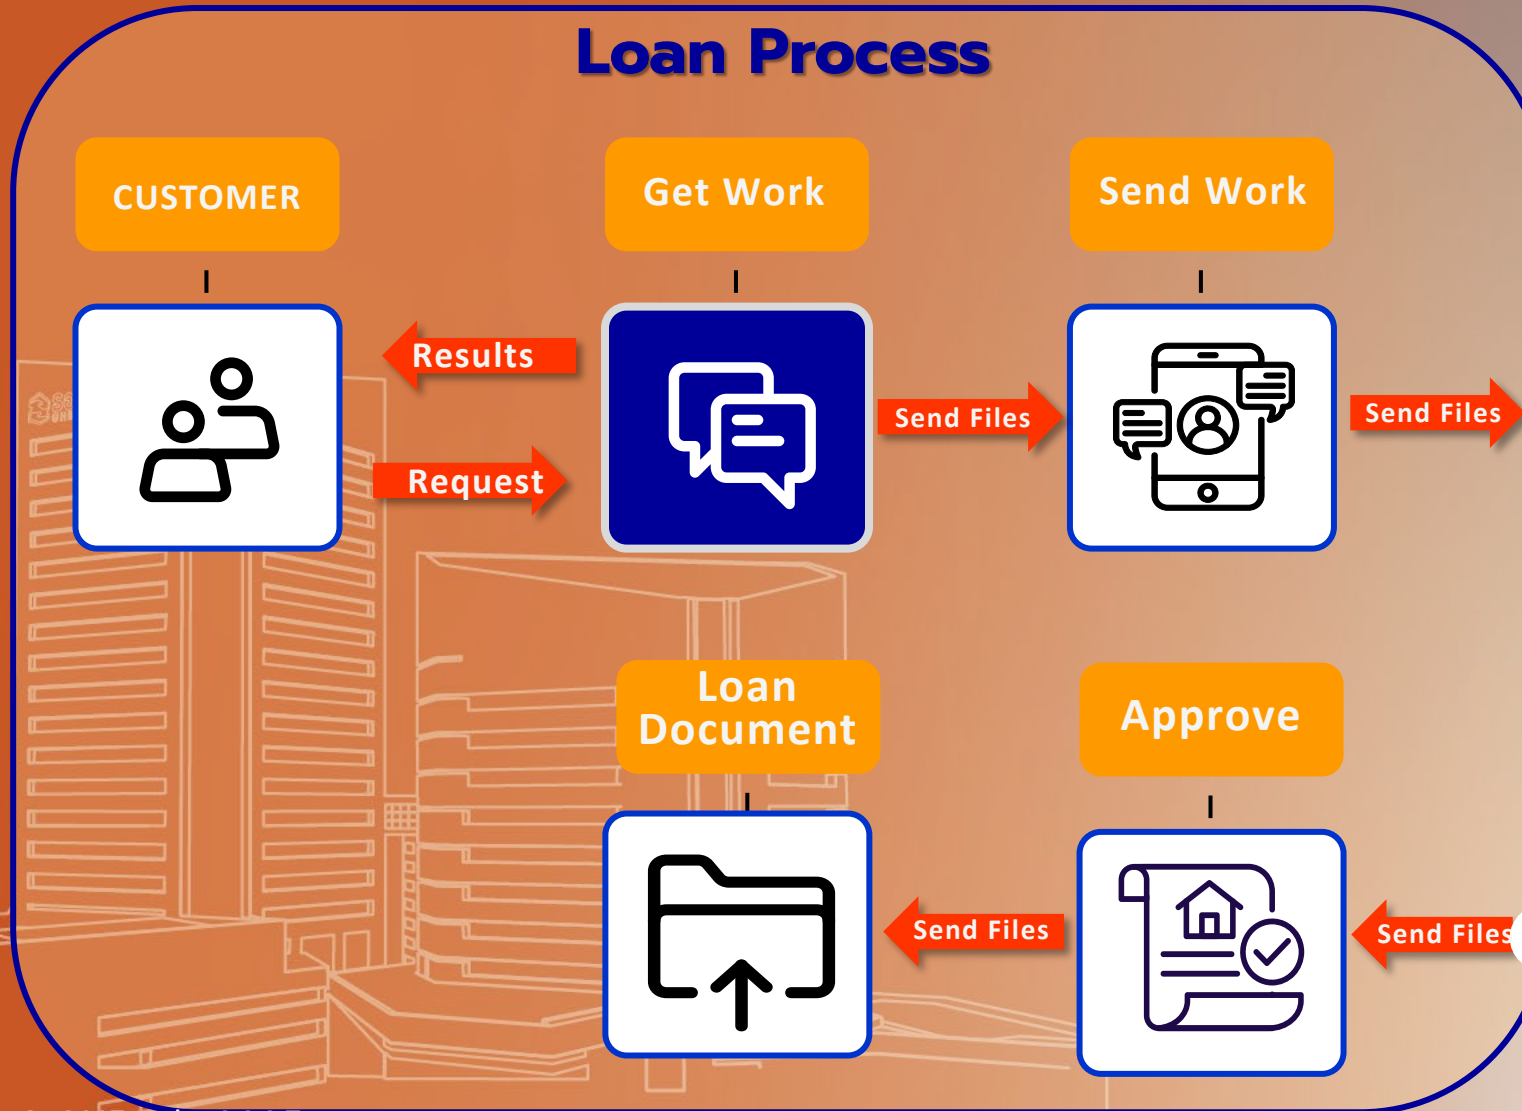 Loan Process
CUSTOMER
Get Work
Send Work
Results
Request
Send Files
Send Files
Loan
Document
Approve
Send Files
Send Files